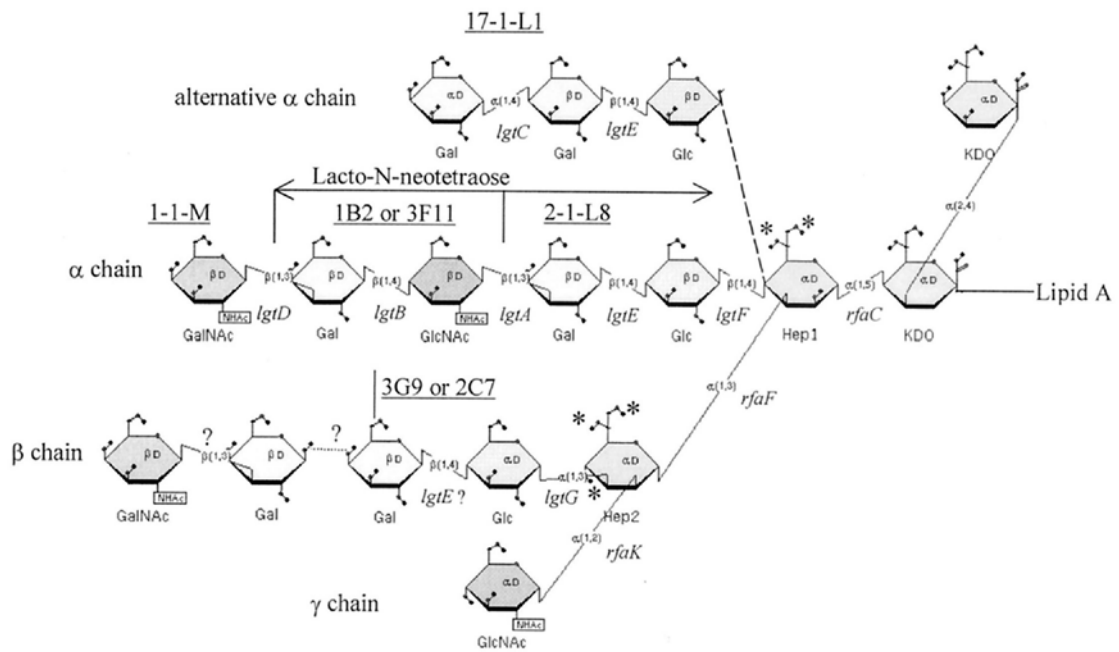 17-1-L1
alternative α chain
αD α(1,4) βD β(1,4) βD αD
lgtC lgtE
Gal Gal Glc KDO
Lacto-N-neotetraose
α(2,4)
1-1-M 1B2 or 3F11 2-1-L8 * *
α chain
βD β(1,3) βD β(1,4) βD β(1,3) βD β(1,4) βD β(1,4) αD α(1,5) αD Lipid A
NHAc lgtD lgtB NHAc lgtA lgtE lgtF rfaC
GalNAc Gal GlcNAc Gal Glc Hep1 KDO
α(1,3) rfaF
3G9 or 2C7
* *
β chain
βD ? β(1,3) βD ? βD β(1,4) αD α(1,3) αD
NHAc lgtE? lgtG *
GalNAc Gal Gal Glc Hep2
α(1,2) rfaK
αD
γ chain
NHAc
GlcNAc